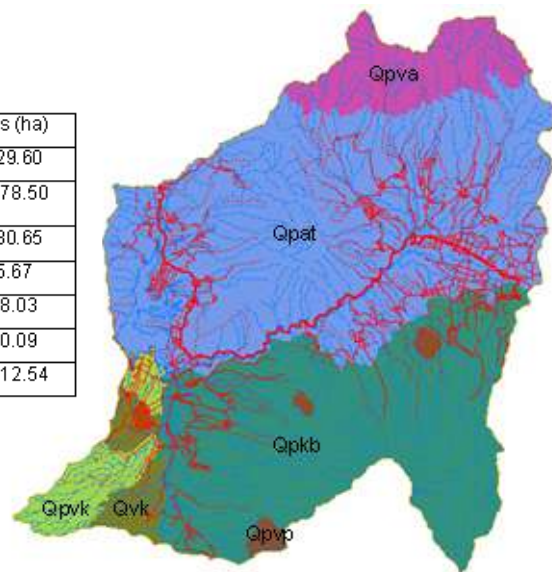 s (ha)
29.60
78.50
30.65
5.67
8.03
0.09
12.54
Qpva
Qpat
Qpkb
Qpvk
Qvk
Qpvp